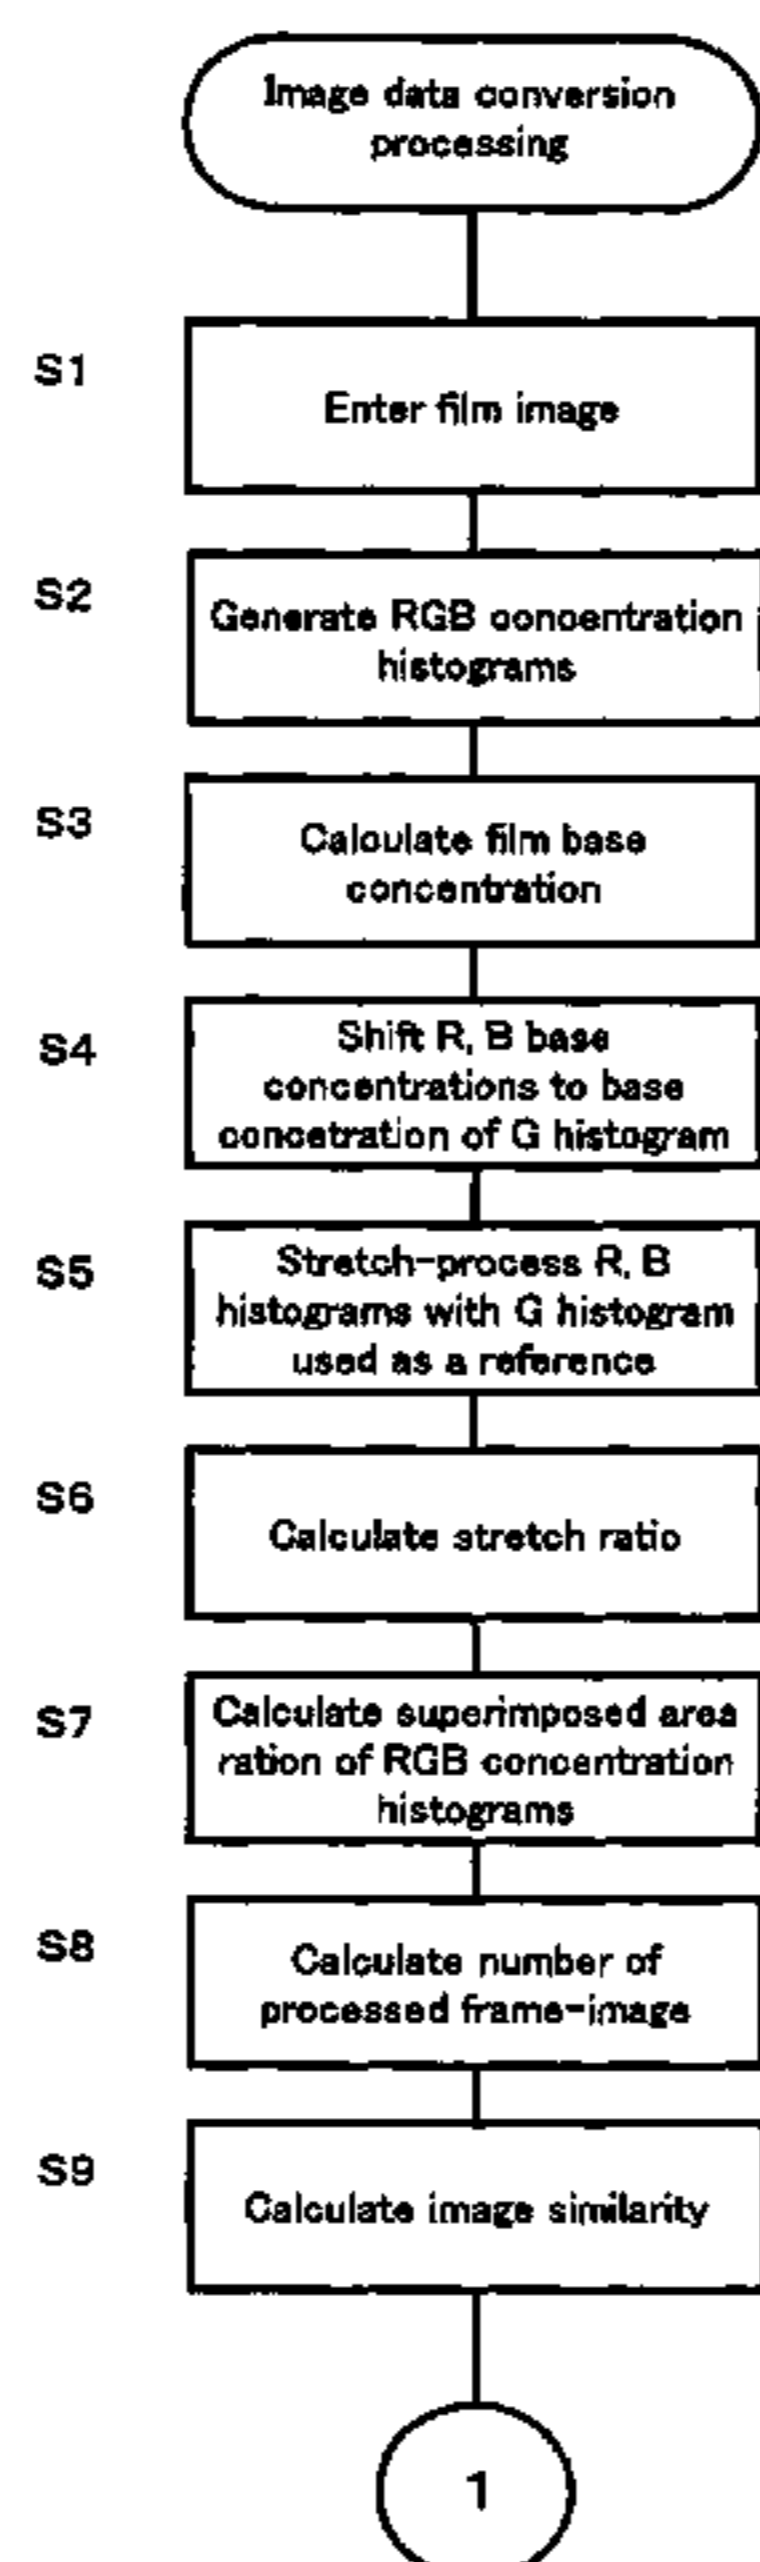 Image data conversion
processing
S1
Enter film image
S2
Generate RGB concentration
histograms
S3
Calculate film base
concentration
S4
Shift R, B base
concentrations to base
concetration of G histogram
S5
Stretch-process R, B
histograms with G histogram
used as a reference
S6
Calculate stretch ratio
S7
Calculate superimposed area
ration of RGB concentration
histograms
S8
Calculate number of
processed frame-image
S9
Calculate image similarity
1